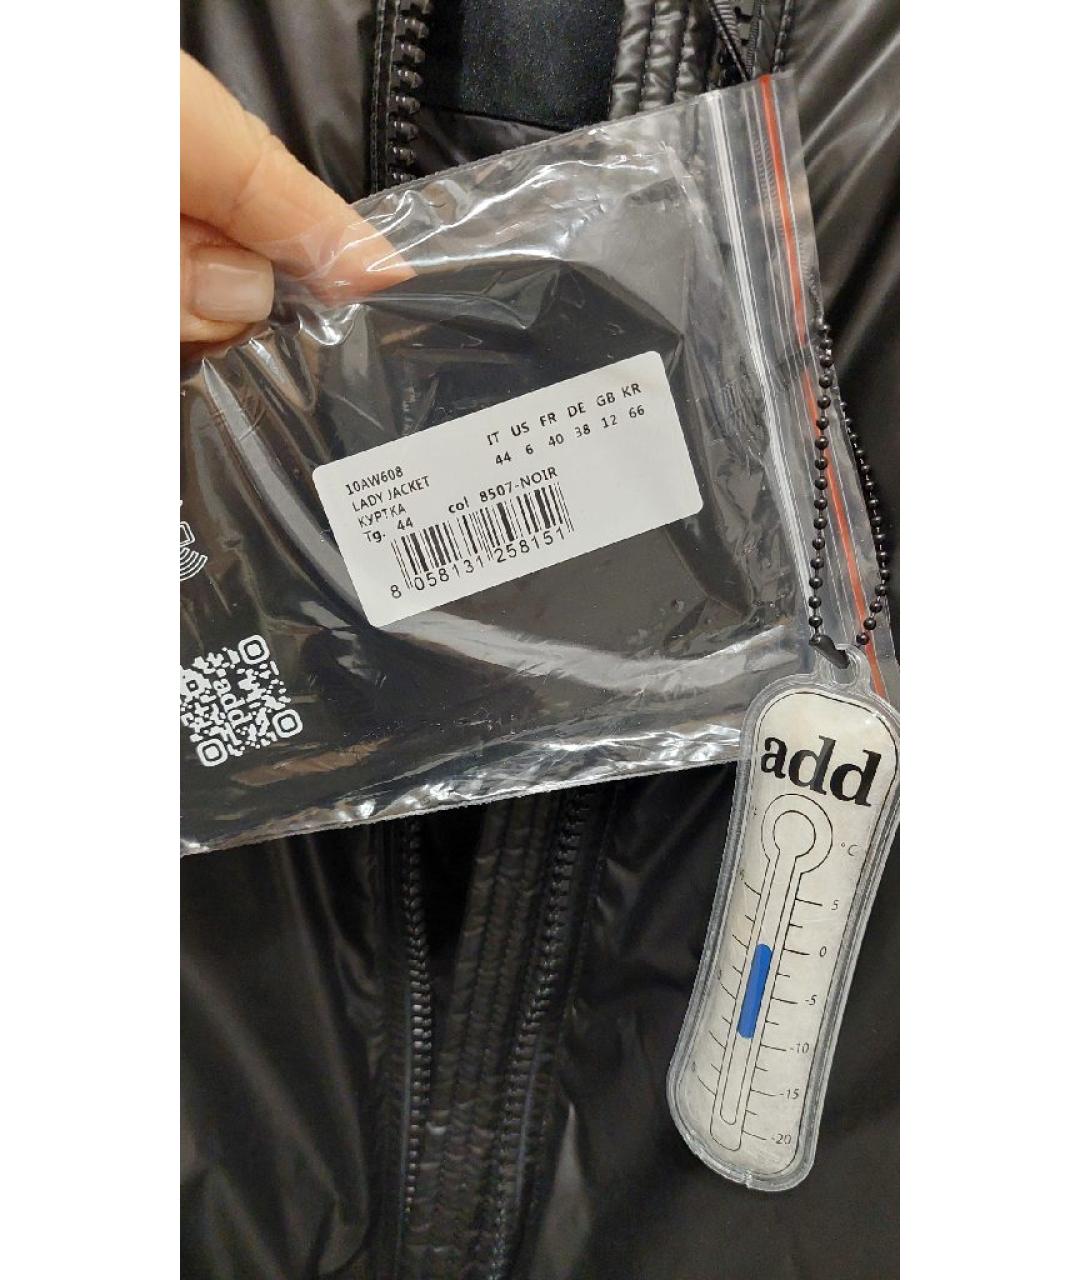 IT US FR DE GB KR
44 6 40 38 12 66
10AW608
LADY JACKET
КУРТКА
Tg. 44 col 8507-NOIR
8 058131 258151
add
add
°C
5
0
-5
-10
-15
-20